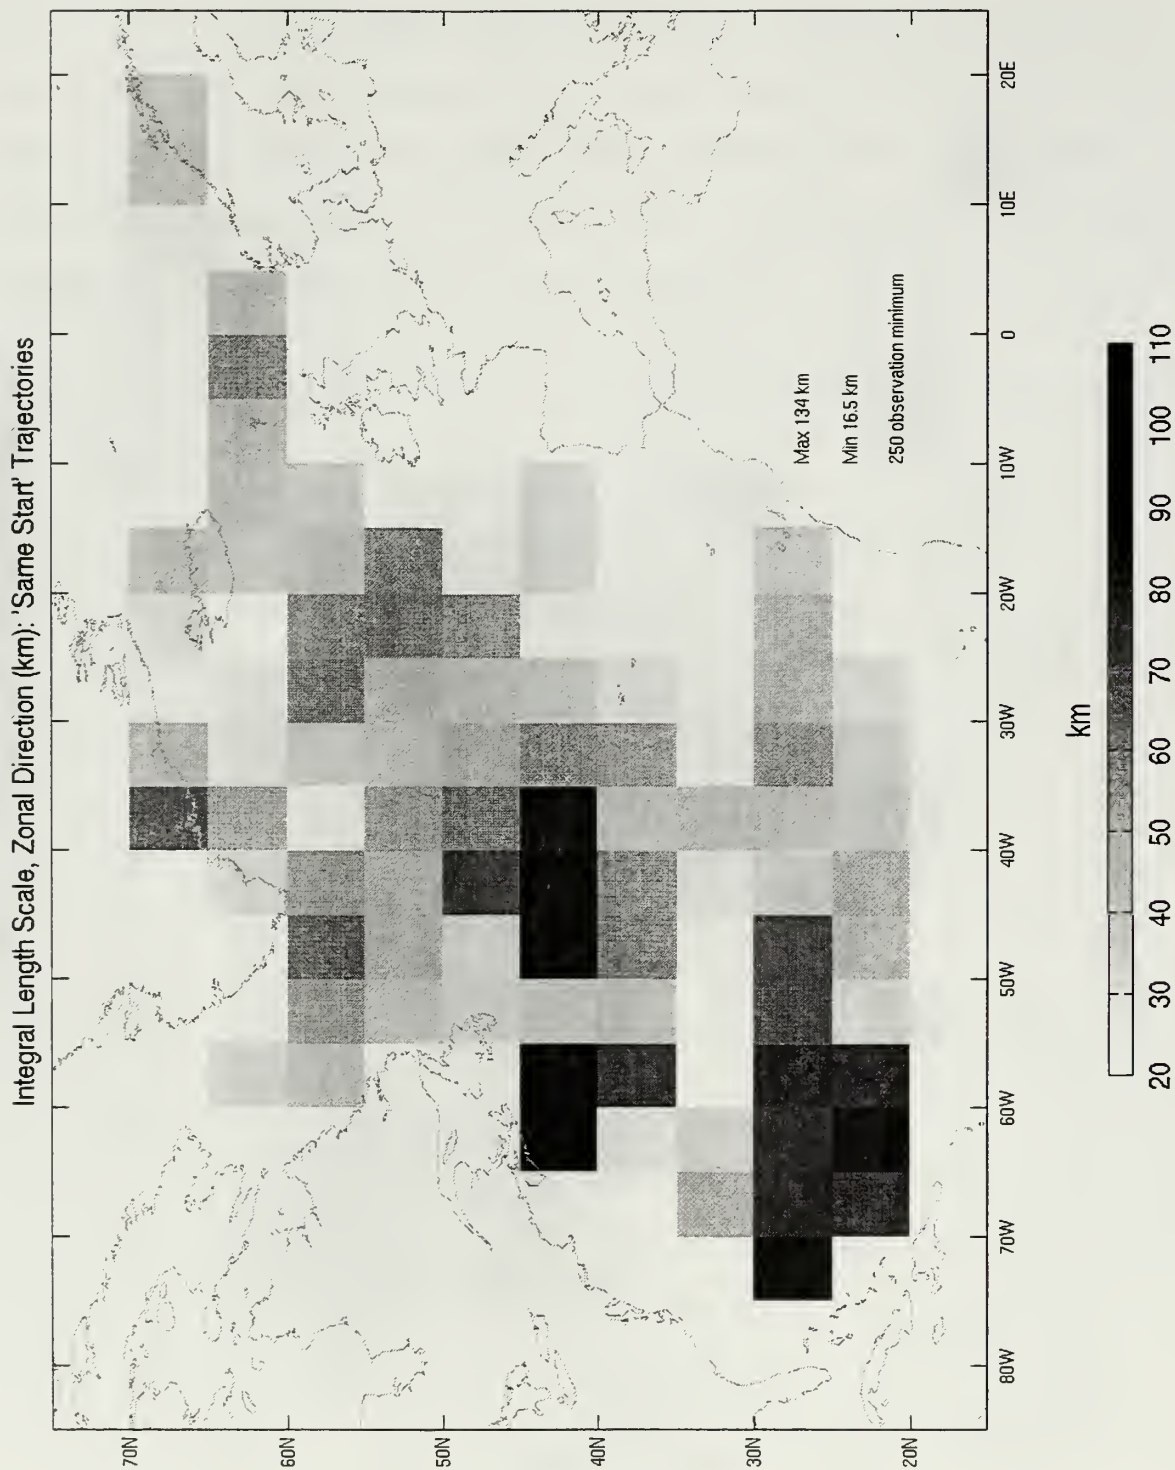 Integral Length Scale, Zonal Direction (km): 'Same Start' Trajectories
70N
60N
50N
40N
30N
20N
80W
70W
60W
50W
40W
30W
20W
10W
0
10E
20E
Max 134 km
Min 16.5 km
250 observation minimum
km
20 30 40 50 60 70 80 90 100 110